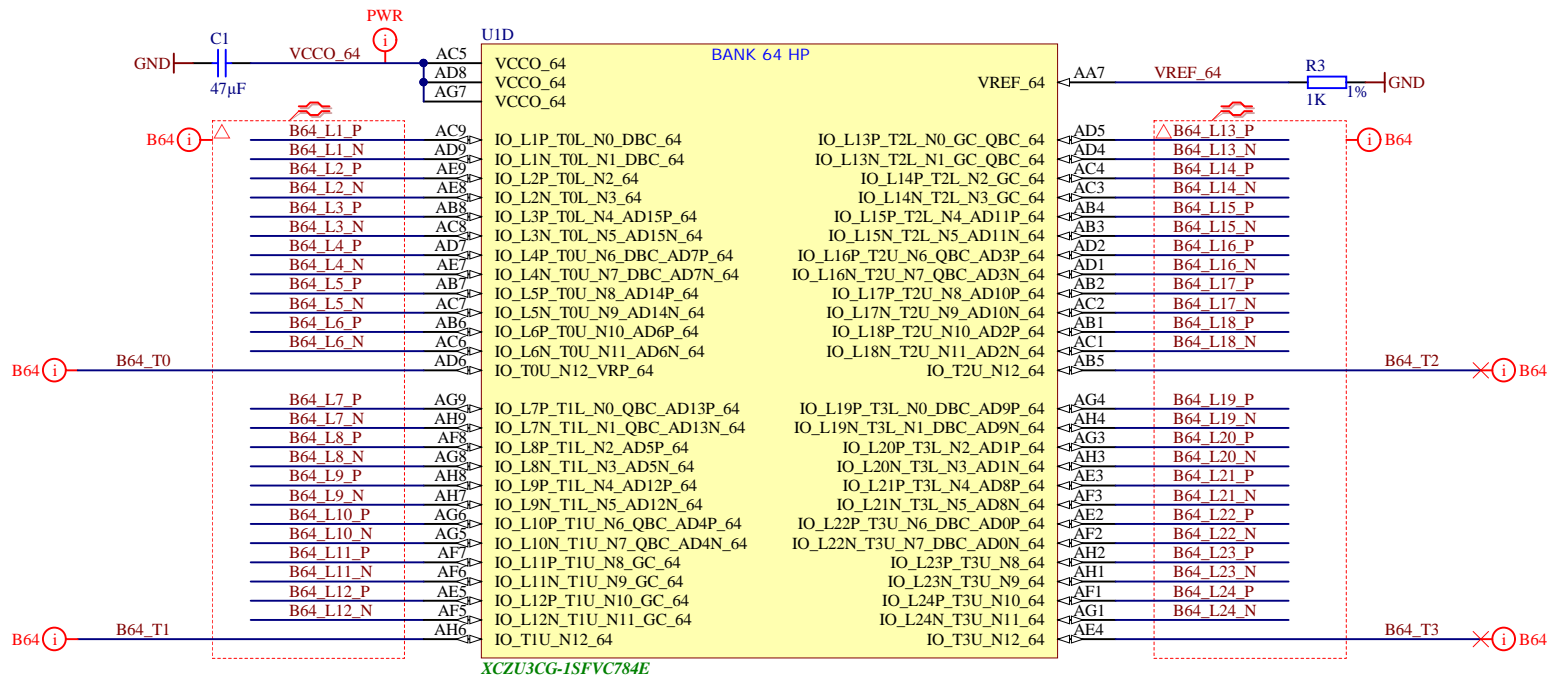 PWR
U1D
C1
GND VCCO_64 AC5 VCCO_64 BANK 64 HP
AD8 VCCO_64 VREF_64 AA7 VREF_64 R3 GND
47µF AG7 VCCO_64 1K 1%
B64 B64_L1_P AC9 IO_L1P_T0L_N0_DBC_64 IO_L13P_T2L_N0_GC_QBC_64 AD5 B64_L13_P B64
B64_L1_N AD9 IO_L1N_T0L_N1_DBC_64 IO_L13N_T2L_N1_GC_QBC_64 AD4 B64_L13_N
B64_L2_P AE9 IO_L2P_T0L_N2_64 IO_L14P_T2L_N2_GC_64 AC4 B64_L14_P
B64_L2_N AE8 IO_L2N_T0L_N3_64 IO_L14N_T2L_N3_GC_64 AC3 B64_L14_N
B64_L3_P AB8 IO_L3P_T0L_N4_AD15P_64 IO_L15P_T2L_N4_AD11P_64 AB4 B64_L15_P
B64_L3_N AC8 IO_L3N_T0L_N5_AD15N_64 IO_L15N_T2L_N5_AD11N_64 AB3 B64_L15_N
B64_L4_P AD7 IO_L4P_T0U_N6_DBC_AD7P_64 IO_L16P_T2U_N6_QBC_AD3P_64 AD2 B64_L16_P
B64_L4_N AE7 IO_L4N_T0U_N7_DBC_AD7N_64 IO_L16N_T2U_N7_QBC_AD3N_64 AD1 B64_L16_N
B64_L5_P AB7 IO_L5P_T0U_N8_AD14P_64 IO_L17P_T2U_N8_AD10P_64 AB2 B64_L17_P
B64_L5_N AC7 IO_L5N_T0U_N9_AD14N_64 IO_L17N_T2U_N9_AD10N_64 AC2 B64_L17_N
B64_L6_P AB6 IO_L6P_T0U_N10_AD6P_64 IO_L18P_T2U_N10_AD2P_64 AB1 B64_L18_P
B64_L6_N AC6 IO_L6N_T0U_N11_AD6N_64 IO_L18N_T2U_N11_AD2N_64 AC1 B64_L18_N
B64 B64_T0 AD6 IO_T0U_N12_VRP_64 IO_T2U_N12_64 AB5 B64_T2 B64
B64_L7_P AG9 IO_L7P_T1L_N0_QBC_AD13P_64 IO_L19P_T3L_N0_DBC_AD9P_64 AG4 B64_L19_P
B64_L7_N AH9 IO_L7N_T1L_N1_QBC_AD13N_64 IO_L19N_T3L_N1_DBC_AD9N_64 AH4 B64_L19_N
B64_L8_P AF8 IO_L8P_T1L_N2_AD5P_64 IO_L20P_T3L_N2_AD1P_64 AG3 B64_L20_P
B64_L8_N AG8 IO_L8N_T1L_N3_AD5N_64 IO_L20N_T3L_N3_AD1N_64 AH3 B64_L20_N
B64_L9_P AH8 IO_L9P_T1L_N4_AD12P_64 IO_L21P_T3L_N4_AD8P_64 AE3 B64_L21_P
B64_L9_N AH7 IO_L9N_T1L_N5_AD12N_64 IO_L21N_T3L_N5_AD8N_64 AF3 B64_L21_N
B64_L10_P AG6 IO_L10P_T1U_N6_QBC_AD4P_64 IO_L22P_T3U_N6_DBC_AD0P_64 AE2 B64_L22_P
B64_L10_N AG5 IO_L10N_T1U_N7_QBC_AD4N_64 IO_L22N_T3U_N7_DBC_AD0N_64 AF2 B64_L22_N
B64_L11_P AF7 IO_L11P_T1U_N8_GC_64 IO_L23P_T3U_N8_64 AH2 B64_L23_P
B64_L11_N AF6 IO_L11N_T1U_N9_GC_64 IO_L23N_T3U_N9_64 AH1 B64_L23_N
B64_L12_P AE5 IO_L12P_T1U_N10_GC_64 IO_L24P_T3U_N10_64 AF1 B64_L24_P
B64_L12_N AF5 IO_L12N_T1U_N11_GC_64 IO_L24N_T3U_N11_64 AG1 B64_L24_N
B64 B64_T1 AH6 IO_T1U_N12_64 IO_T3U_N12_64 AE4 B64_T3 B64
XCZU3CG-1SFVC784E